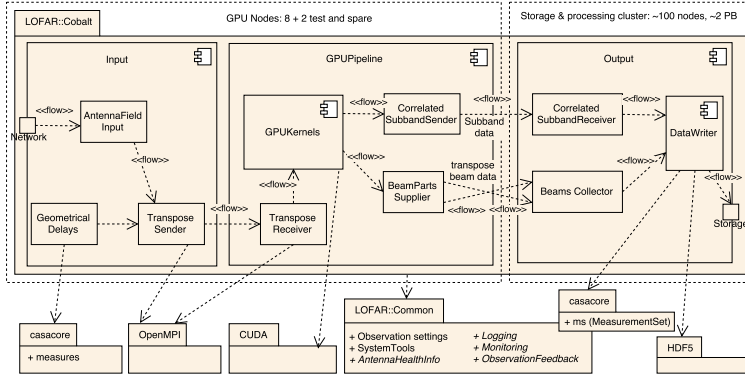 LOFAR::Cobalt
GPU Nodes: 8 + 2 test and spare
Storage & processing cluster: ~100 nodes, ~2 PB
Input
GPUPipeline
Output
<<flow>>
Network
AntennaField
Input
<<flow>>
Geometrical
Delays
Transpose
Sender
<<flow>>
Transpose
Receiver
<<flow>>
GPUKernels
<<flow>>
Correlated
SubbandSender
<<flow>>
BeamParts
Supplier
<<flow>>
Subband
data
transpose
beam data
<<flow>>
<<flow>>
Correlated
SubbandReceiver
<<flow>>
Beams Collector
<<flow>>
DataWriter
<<flow>>
Storage
casacore
+ measures
OpenMPI
CUDA
LOFAR::Common
+ Observation settings
+ SystemTools
+ AntennaHealthInfo
+ Logging
+ Monitoring
+ ObservationFeedback
casacore
+ ms (MeasurementSet)
HDF5